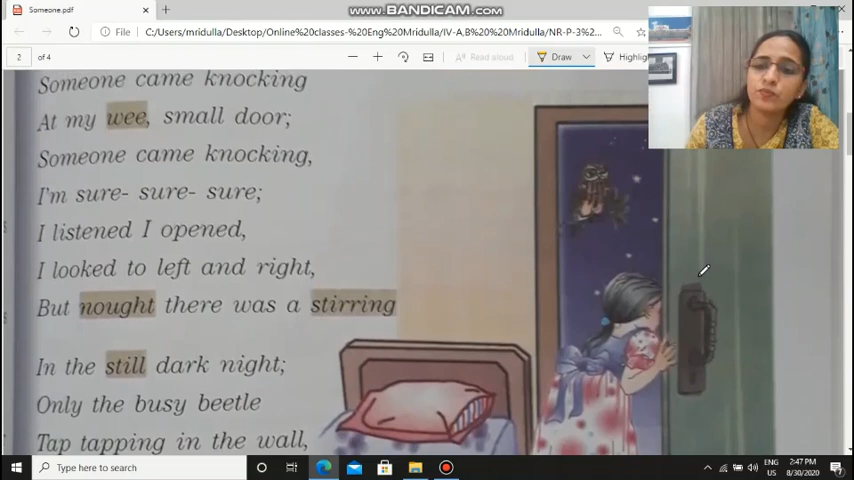 Someone.pdf
www.BANDICAM.com
File
C:/Users/mridulla/Desktop/Online%20classes-%20EngMridulla/IV-A,B%20%20Mridulla/NR-P-3%2...
2
of 4
Read aloud
Draw
Highligh
Someone came knocking
At my wee, small door;
Someone came knocking,
I'm sure- sure- sure;
I listened I opened,
I looked to left and right,
But nought there was a stirring
In the still dark night;
Only the busy beetle
Tap tapping in the wall,
Type here to search
ENG
2:47 PM
US
8/30/2020